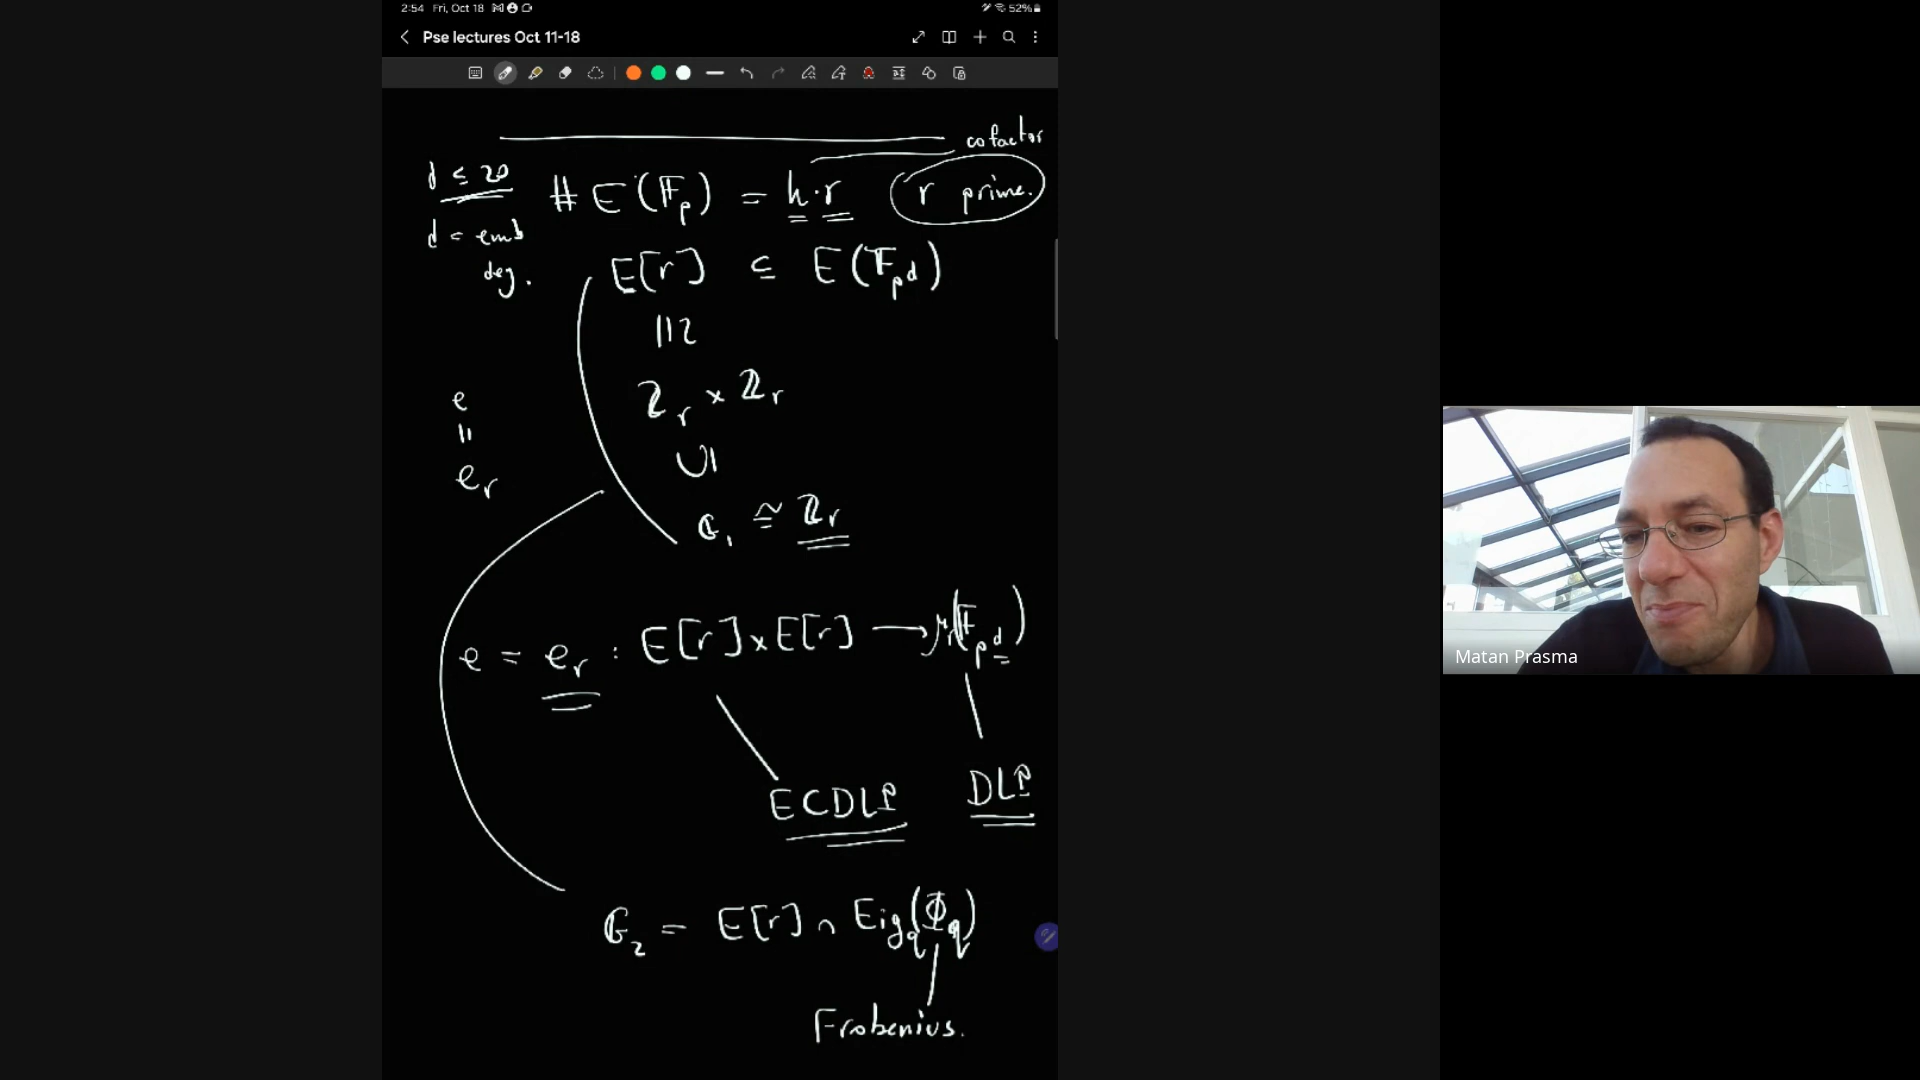 2:54 Fri, Oct 18 52%
Pse lectures Oct 11-18
cofactor
d ≤ 20
# E(𝔽_p) = h·r r prime.
d = emb deg.
E[r] ⊆ E(𝔽_{p^d})
≅
ℤ_r × ℤ_r
∪|
𝔾_1 ≅ ℤ_r
e
=
e_r
e = e_r : E[r] × E[r] ⟶ μ_r(𝔽_{p^d})
ECDLP DLP
𝔾_2 = E[r] ∩ Eig_q(Φ_q)
Frobenius.
Matan Prasma